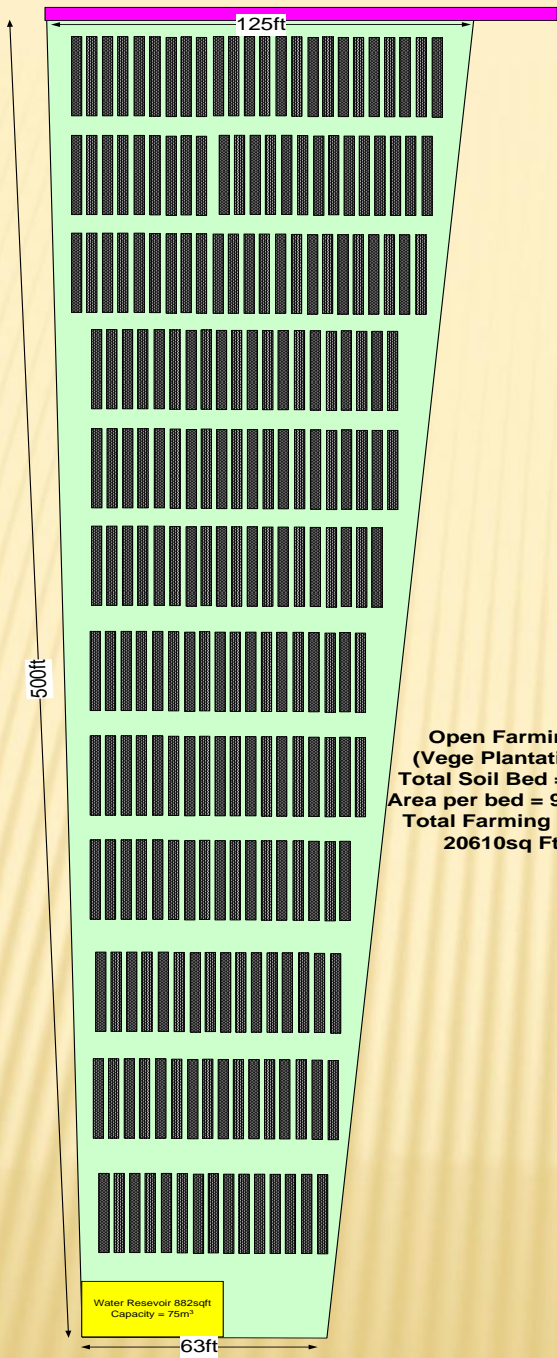 125ft
500ft
Open Farmin
(Vege Plantati
Total Soil Bed
Area per bed = 9
Total Farming
20610sq Ft
Water Resevoir 882sqft
Capacity = 75m³
63ft